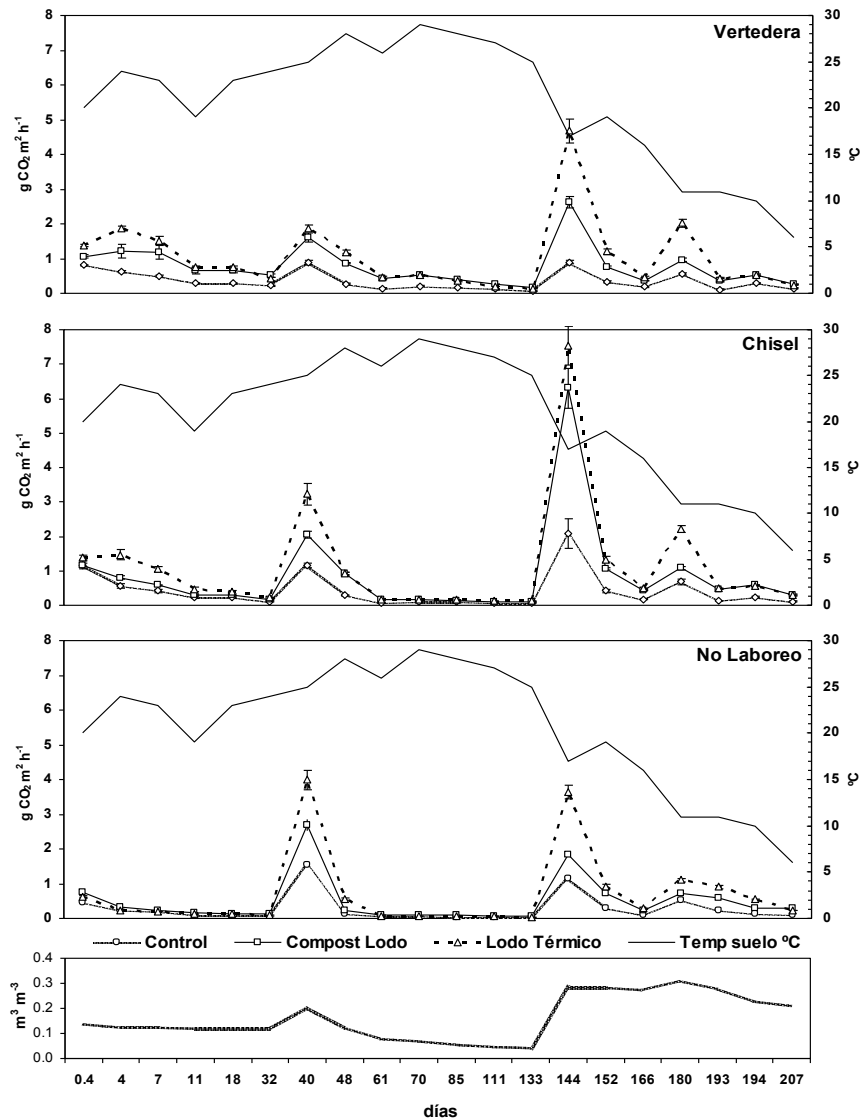 Vertedera
8 30
7 25
6 20
5
4 15
3 10
2
1 5
0 0
g CO₂ m² h⁻¹
ºC
Chisel
8 30
7 25
6 20
5
4 15
3 10
2
1 5
0 0
g CO₂ m² h⁻¹
ºC
No Laboreo
8 30
7 25
6 20
5
4 15
3 10
2
1 5
0 0
g CO₂ m² h⁻¹
ºC
Control Compost Lodo Lodo Térmico Temp suelo ºC
0.4
0.3
0.2
0.1
0.0
m³ m⁻³
0.4 4 7 11 18 32 40 48 61 70 85 111 133 144 152 166 180 193 194 207
días